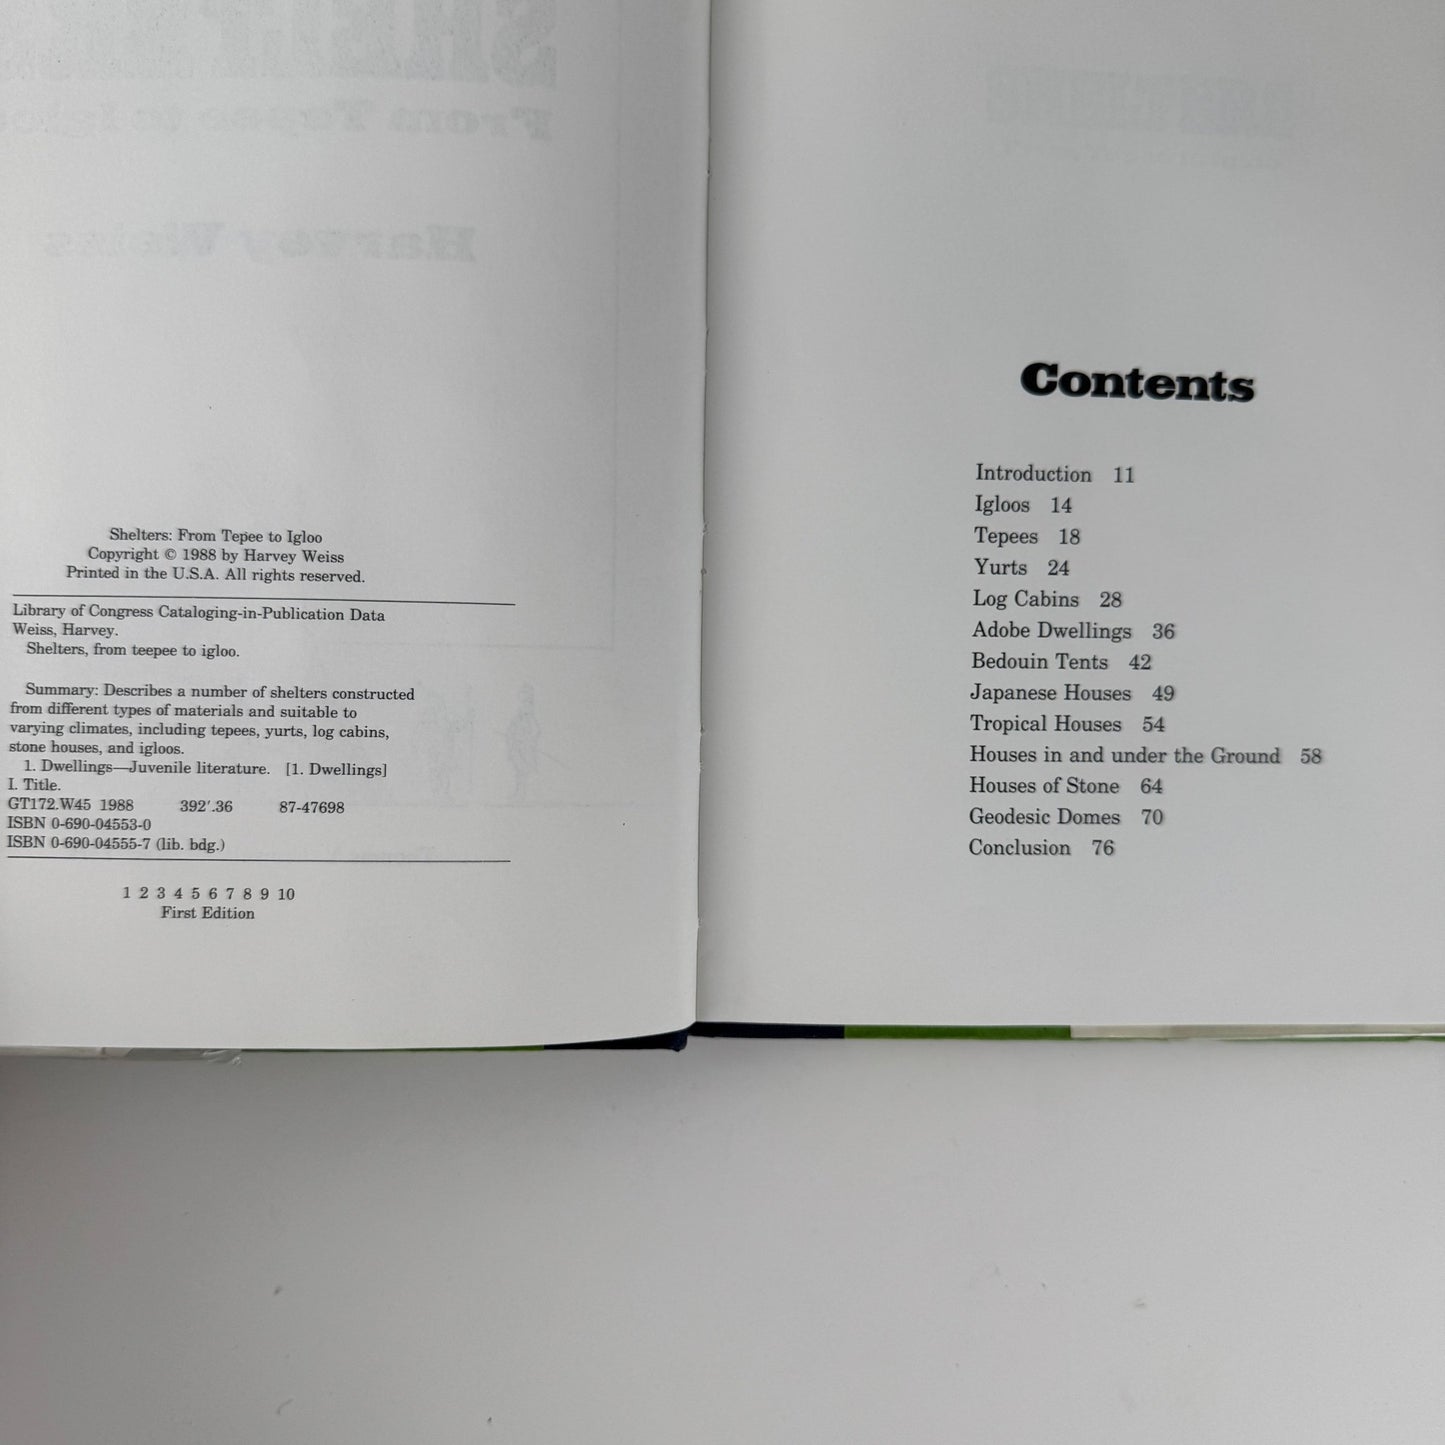 Shelters: From Tepee to Igloo
Copyright © 1988 by Harvey Weiss
Printed in the U.S.A. All rights reserved.
Library of Congress Cataloging-in-Publication Data
Weiss, Harvey.
Shelters, from teepee to igloo.
Summary: Describes a number of shelters constructed
from different types of materials and suitable to
varying climates, including tepees, yurts, log cabins,
stone houses, and igloos.
1. Dwellings—Juvenile literature. [1. Dwellings]
I. Title.
GT172.W45 1988 392'.36 87-47698
ISBN 0-690-04553-0
ISBN 0-690-04555-7 (lib. bdg.)
1 2 3 4 5 6 7 8 9 10
First Edition
Contents
Introduction 11
Igloos 14
Tepees 18
Yurts 24
Log Cabins 28
Adobe Dwellings 36
Bedouin Tents 42
Japanese Houses 49
Tropical Houses 54
Houses in and under the Ground 58
Houses of Stone 64
Geodesic Domes 70
Conclusion 76